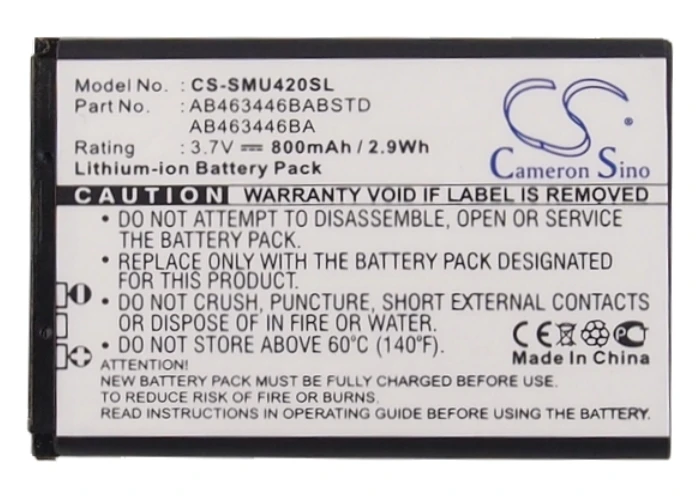 Model No. : CS-SMU420SL
Part No. : AB463446BABSTD
AB463446BA
Rating : 3.7V ⎓ 800mAh / 2.9Wh
Lithium-ion Battery Pack
CS
Cameron Sino
CAUTION WARRANTY VOID IF LABEL IS REMOVED
• DO NOT ATTEMPT TO DISASSEMBLE, OPEN OR SERVICE
THE BATTERY PACK.
• REPLACE ONLY WITH THE BATTERY PACK DESIGNATED
FOR THIS PRODUCT.
• DO NOT CRUSH, PUNCTURE, SHORT EXTERNAL CONTACTS
OR DISPOSE OF IN FIRE OR WATER.
• DO NOT STORE ABOVE 60°C (140°F).
CE
Made In China
ATTENTION!
NEW BATTERY PACK MUST BE FULLY CHARGED BEFORE USE
TO REDUCE RISK OF FIRE OR BURNS.
READ INSTRUCTIONS IN OPERATING GUIDE BEFORE USING THE BATTERY.